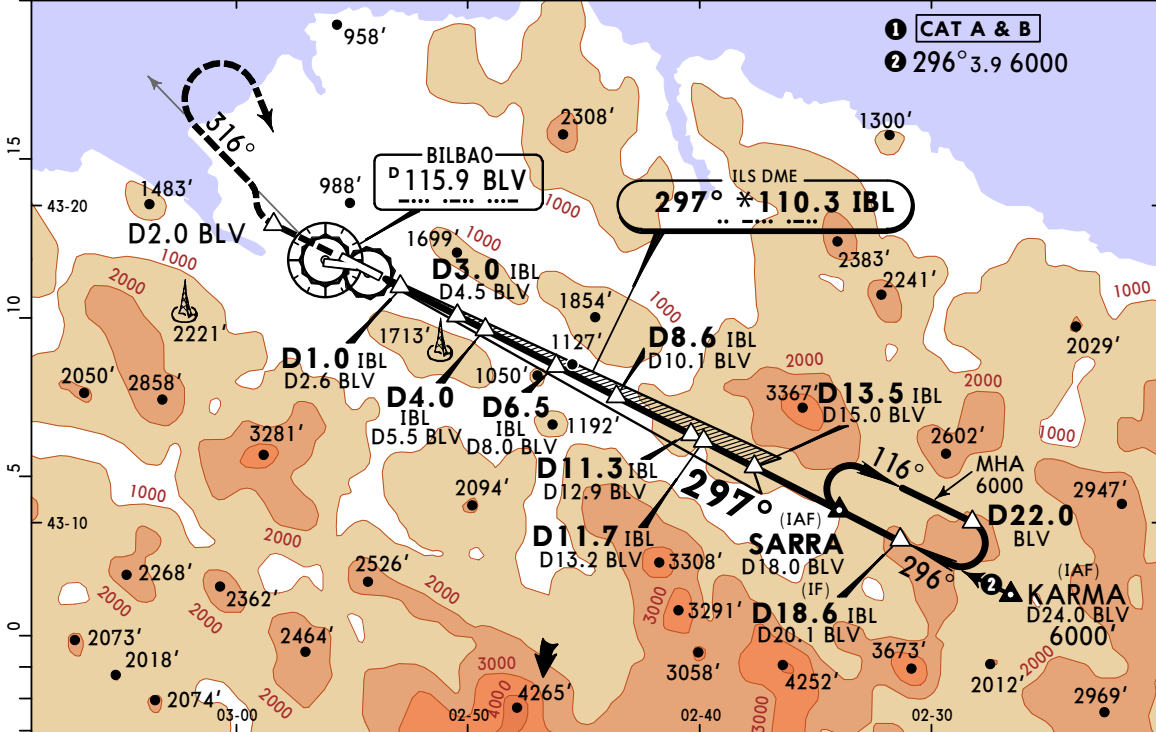 ❶ CAT A & B
❷ 296° 3.9 6000
958'
316°
2308'
1300'
15
BILBAO
D 115.9 BLV
ILS DME
297° *110.3 IBL
1483'
988'
43-20
1000
D2.0 BLV
1699'
1000
2383'
1000
2000
D3.0 IBL
D4.5 BLV
2241'
1000
1854'
1000
10
2221'
1713'
1127'
D8.6 IBL
D10.1 BLV
2029'
D1.0 IBL
D2.6 BLV
2000
2000
2050'
2858'
1050'
D4.0
IBL
D5.5 BLV
D6.5
IBL
D8.0 BLV
3367'
D13.5 IBL
D15.0 BLV
1192'
3281'
2602'
1000
D11.3 IBL
D12.9 BLV
116°
MHA
6000
5
297°
1000
2094'
2947'
43-10
(IAF)
SARRA
D18.0 BLV
D22.0
BLV
D11.7 IBL
D13.2 BLV
2000
2526'
3308'
296°
❷
(IAF)
KARMA
D24.0 BLV
6000'
2268'
2362'
2000
2000
2000
3000
3291'
(IF)
D18.6 IBL
D20.1 BLV
0
2073'
2464'
2018'
3000
3058'
4252'
3673'
2012'
2000
2074'
2000
4000
4265'
3000
2969'
03-00
02-50
02-40
02-30